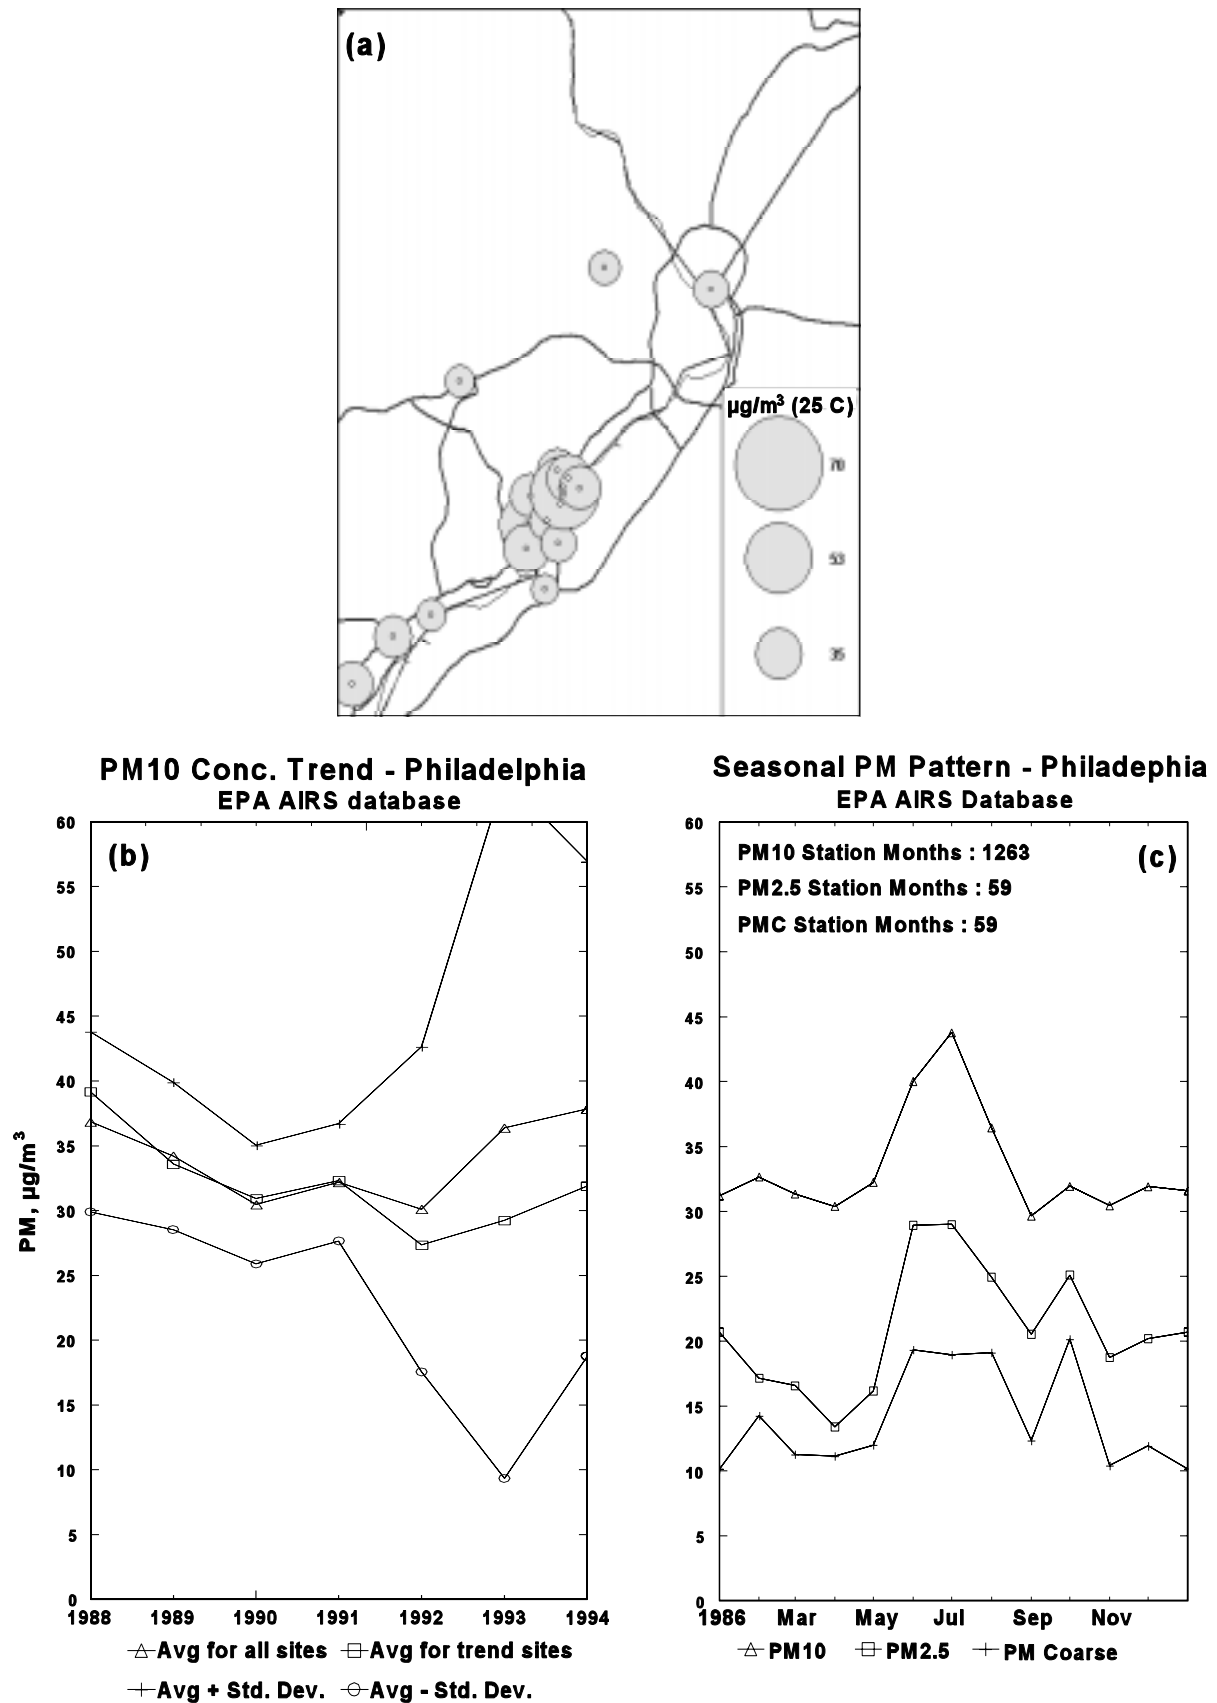 (a)
µg/m³ (25 C)
70
53
35
PM10 Conc. Trend - Philadelphia
EPA AIRS database
(b)
60
55
50
45
40
35
30
25
20
15
10
5
0
PM, µg/m³
1988 1989 1990 1991 1992 1993 1994
Avg for all sites Avg for trend sites
Avg + Std. Dev. Avg - Std. Dev.
Seasonal PM Pattern - Philadephia
EPA AIRS Database
(c)
PM10 Station Months : 1263
PM2.5 Station Months : 59
PMC Station Months : 59
60
55
50
45
40
35
30
25
20
15
10
5
0
1986 Mar May Jul Sep Nov
PM10 PM2.5 PM Coarse